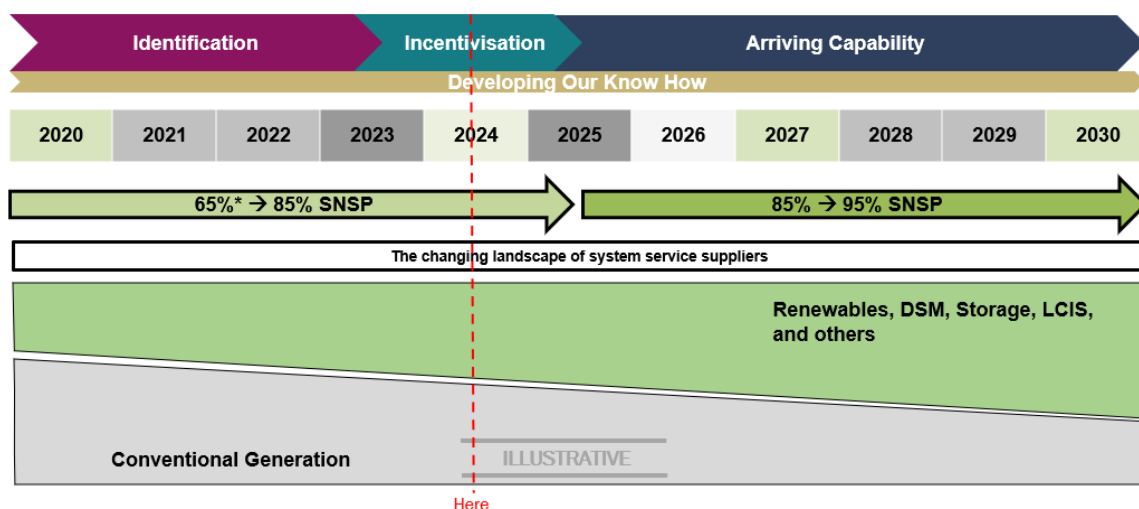 Identification
Incentivisation
Arriving Capability
Developing Our Know How
2020
2021
2022
2023
2024
2025
2026
2027
2028
2029
2030
65%* → 85% SNSP
85% → 95% SNSP
The changing landscape of system service suppliers
Renewables, DSM, Storage, LCIS,
and others
Conventional Generation
ILLUSTRATIVE
Here